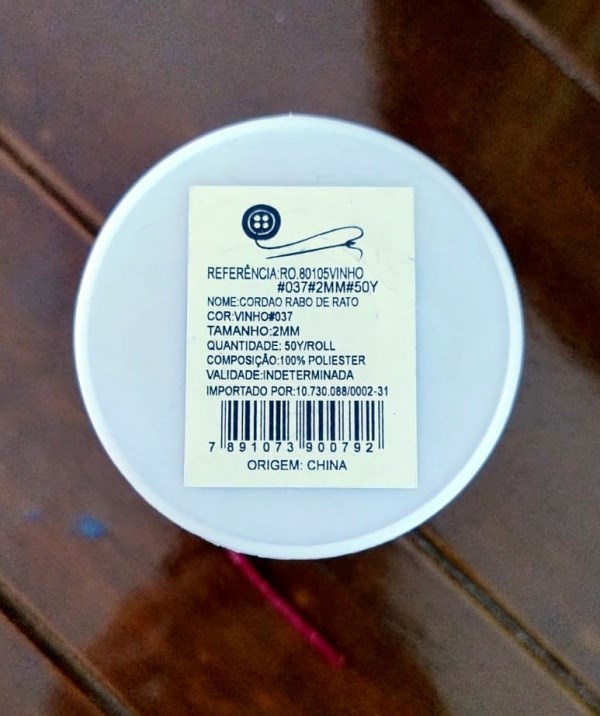 REFERÊNCIA:RO.80105VINHO
#037#2MM#50Y
NOME:CORDAO RABO DE RATO
COR:VINHO#037
TAMANHO:2MM
QUANTIDADE: 50Y/ROLL
COMPOSIÇÃO:100% POLIESTER
VALIDADE:INDETERMINADA
IMPORTADO POR:10.730.088/0002-31
7 891073 900792
ORIGEM: CHINA